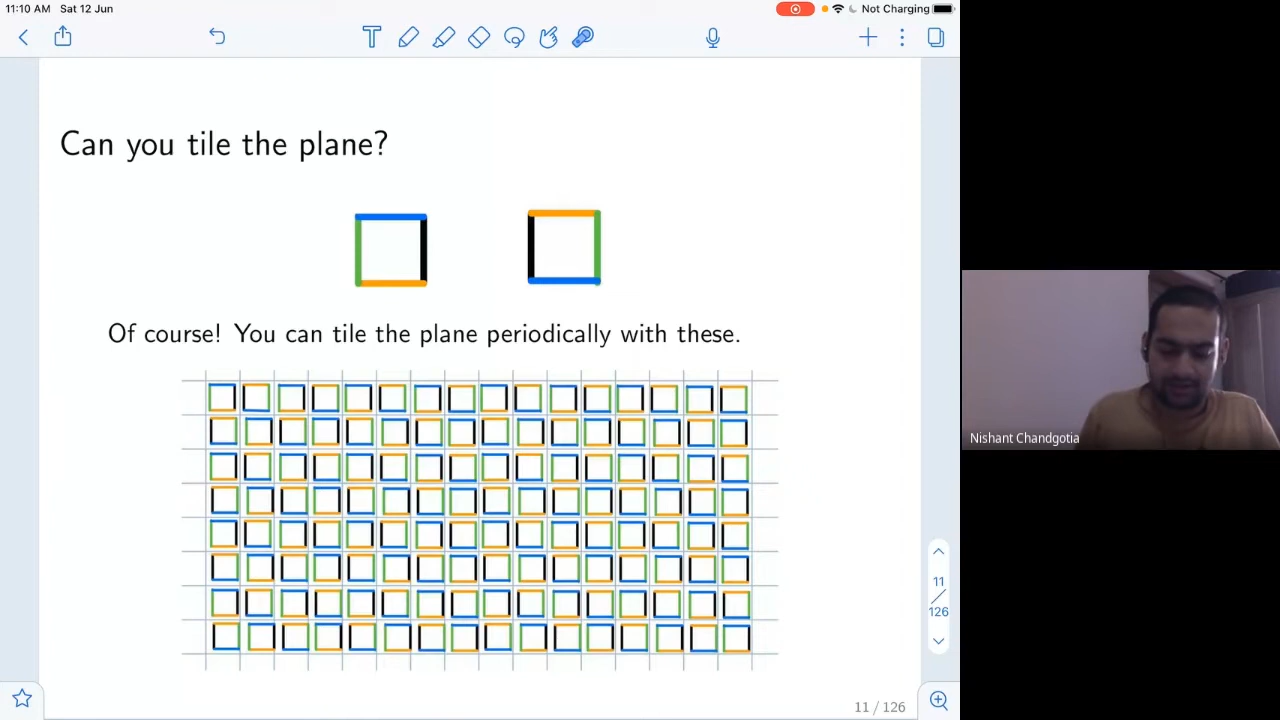 11:10 AM Sat 12 Jun
Not Charging
T
Can you tile the plane?
Of course! You can tile the plane periodically with these.
Nishant Chandgotia
11
126
11 / 126